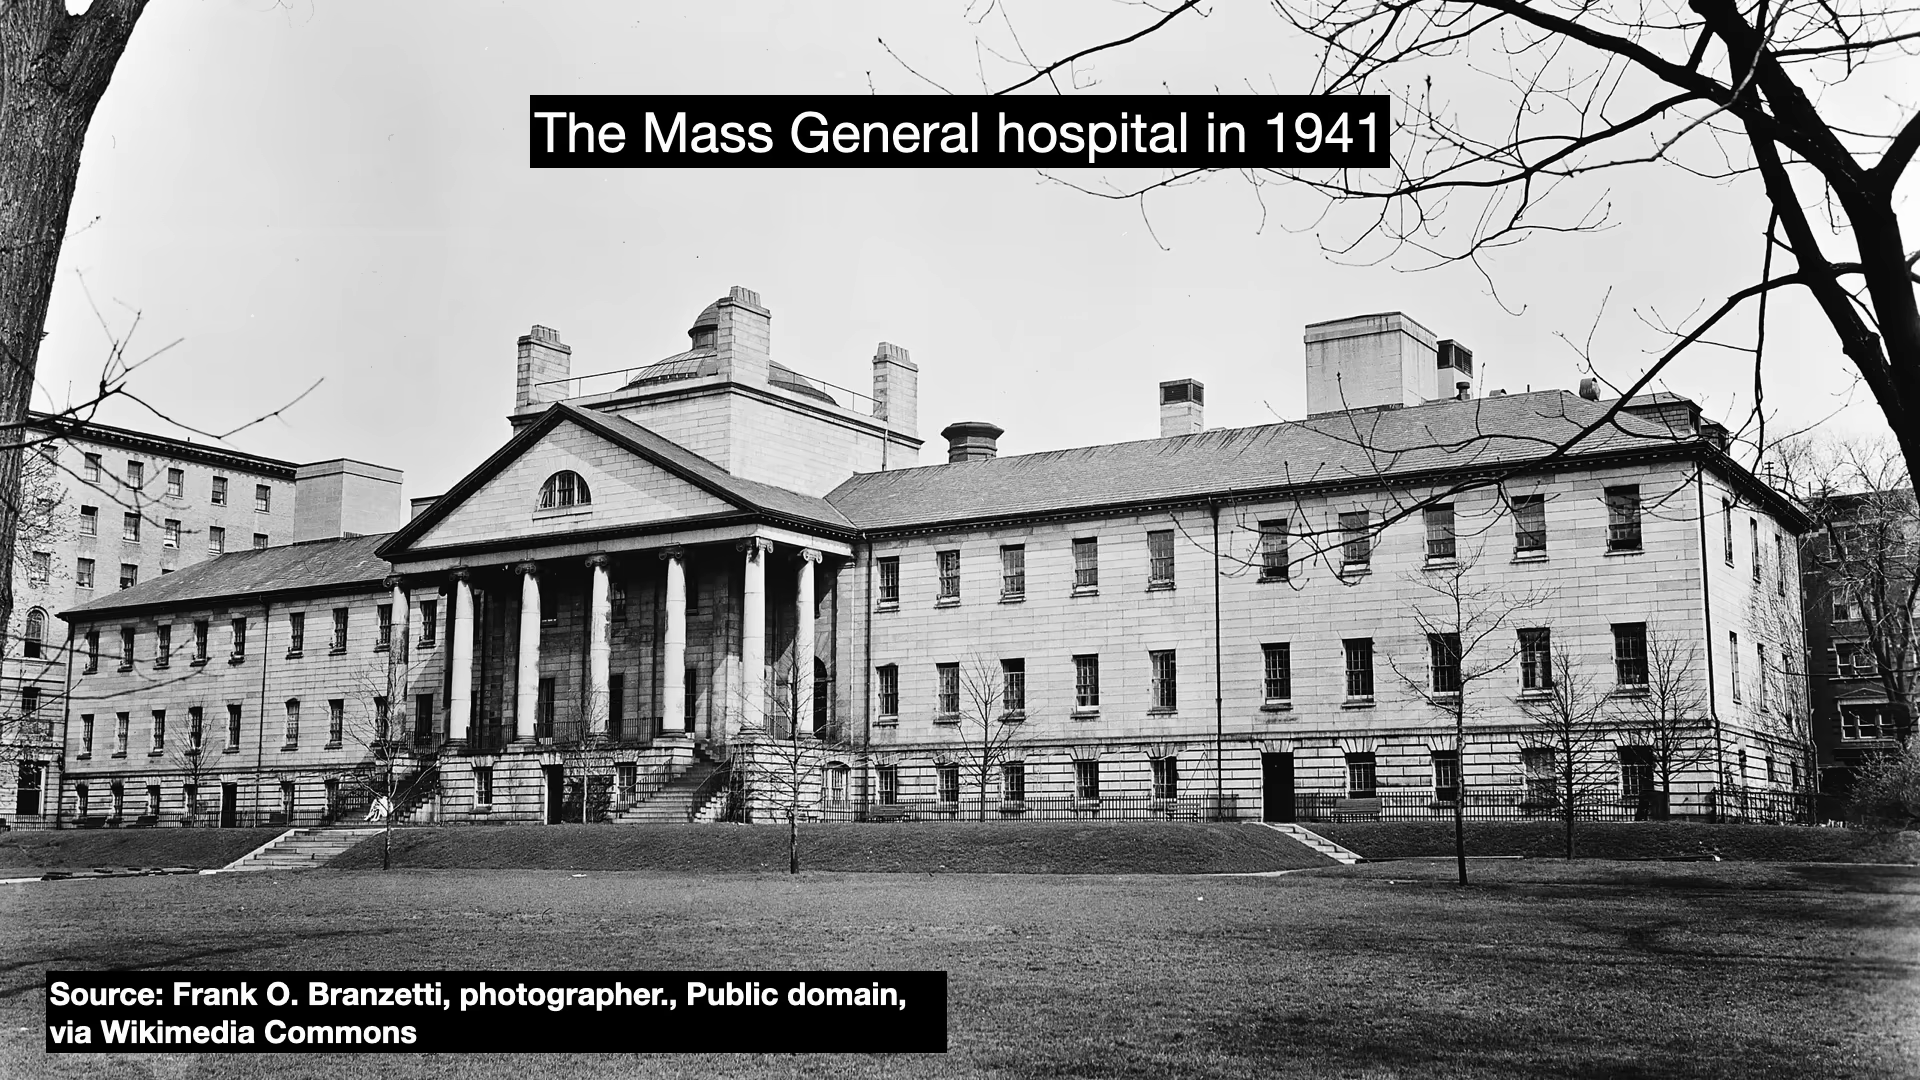 The Mass General hospital in 1941
Source: Frank O. Branzetti, photographer., Public domain,
via Wikimedia Commons